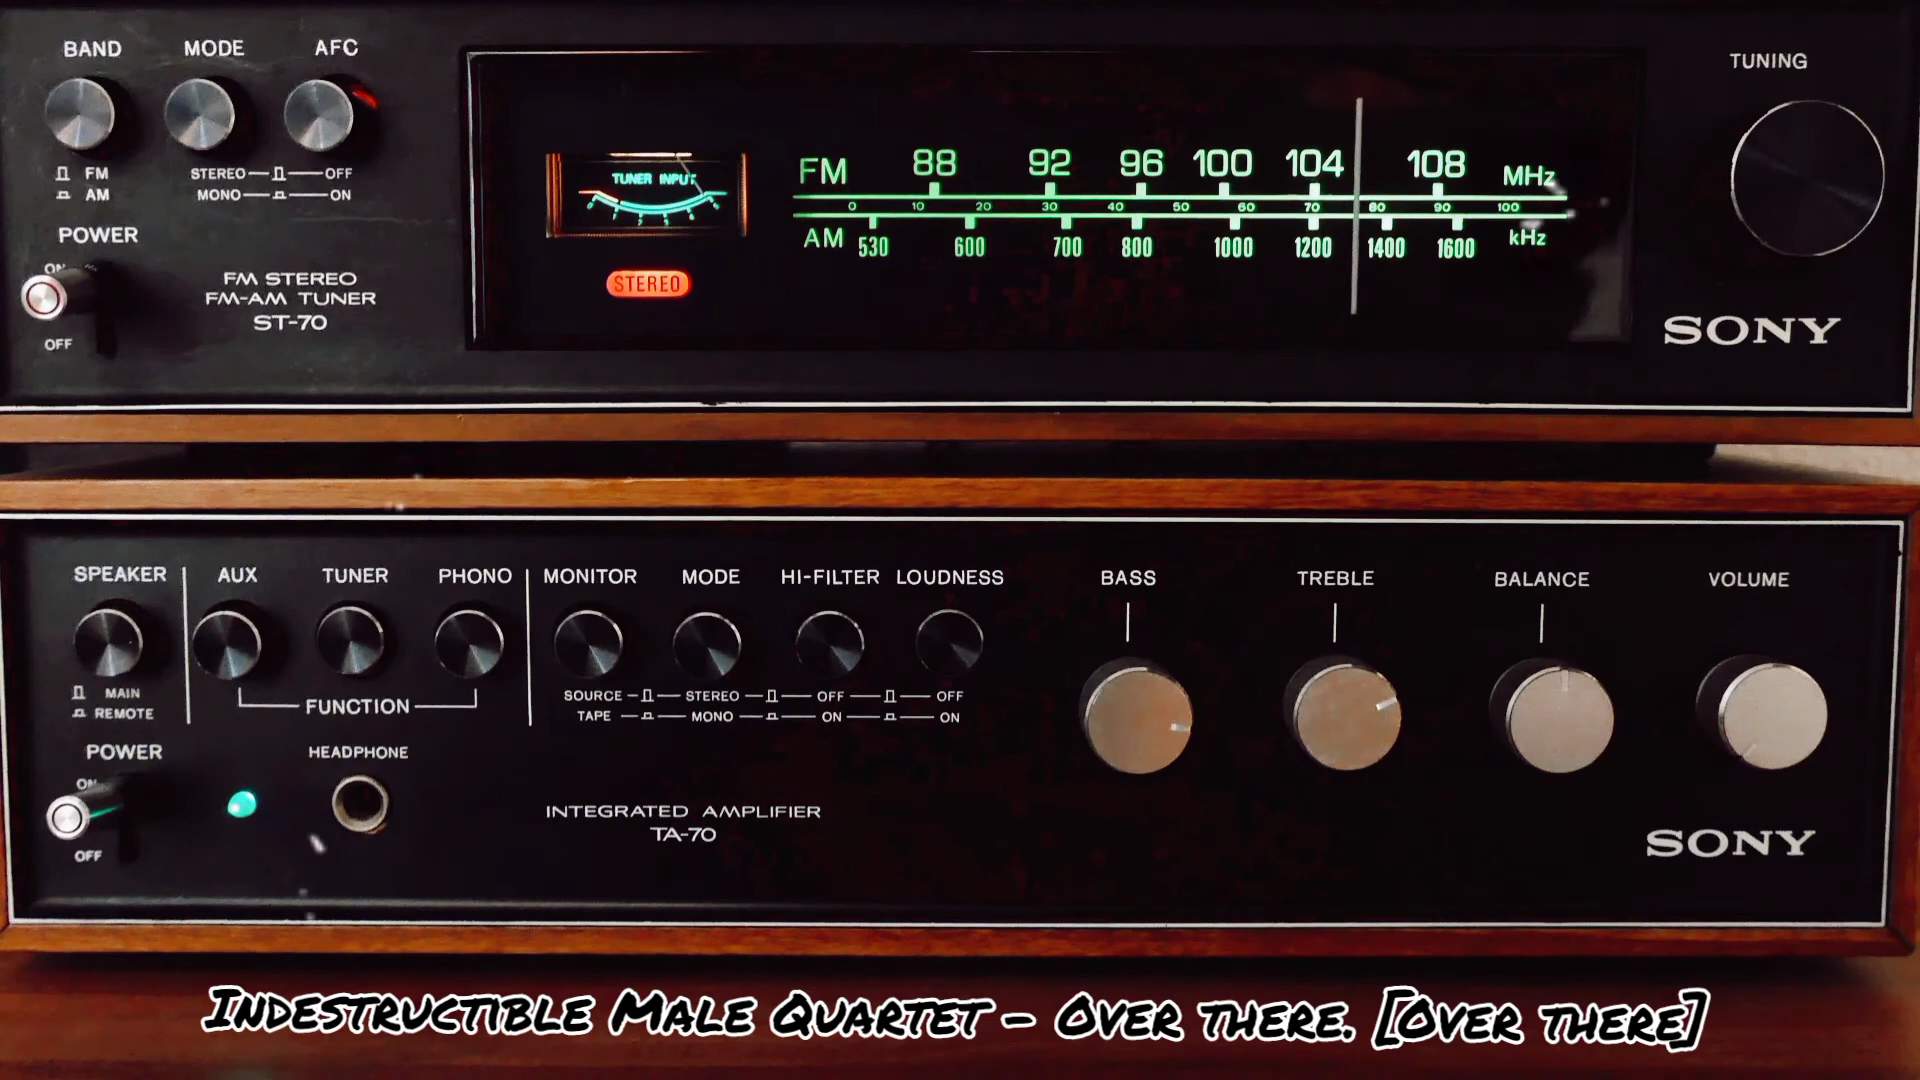 BAND MODE AFC
FM
AM
STEREO OFF
MONO ON
POWER
ON
OFF
FM STEREO
FM-AM TUNER
ST-70
TUNER INPUT
STEREO
FM 88 92 96 100 104 108 MHz
0 10 20 30 40 50 60 70 80 90 100
AM 530 600 700 800 1000 1200 1400 1600 kHz
TUNING
SONY
SPEAKER AUX TUNER PHONO MONITOR MODE HI-FILTER LOUDNESS BASS TREBLE BALANCE VOLUME
MAIN
REMOTE
FUNCTION
SOURCE STEREO OFF OFF
TAPE MONO ON ON
POWER
ON
OFF
HEADPHONE
INTEGRATED AMPLIFIER
TA-70
SONY
Indestructible Male Quartet - Over there. [Over there]